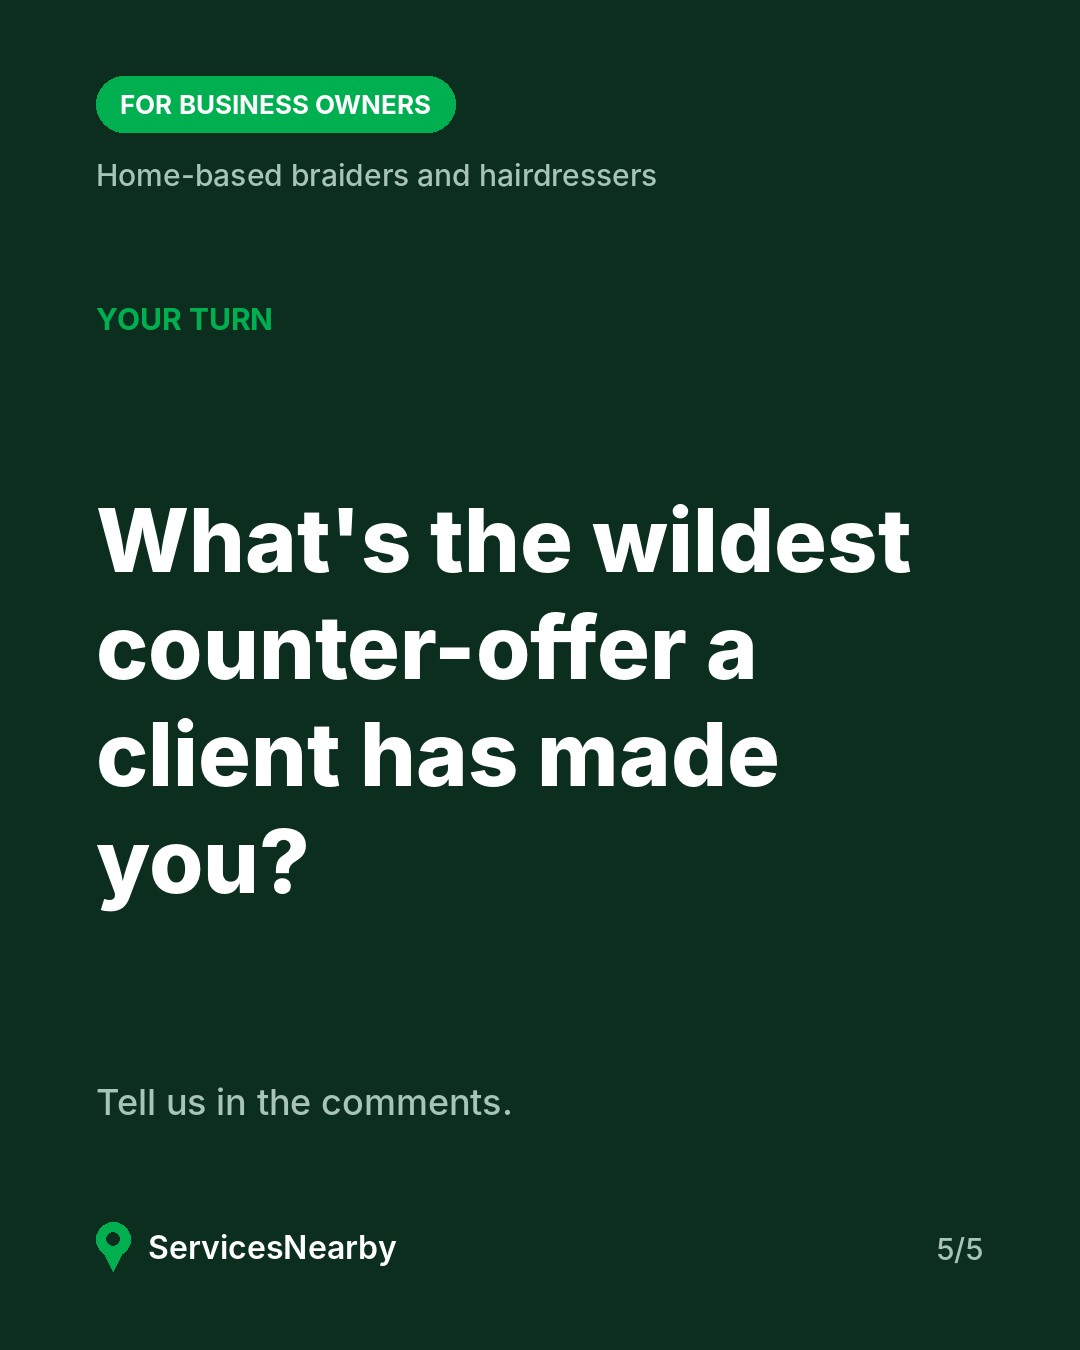 FOR BUSINESS OWNERS
Home-based braiders and hairdressers
YOUR TURN
What's the wildest
counter-offer a
client has made
you?
Tell us in the comments.
ServicesNearby
5/5